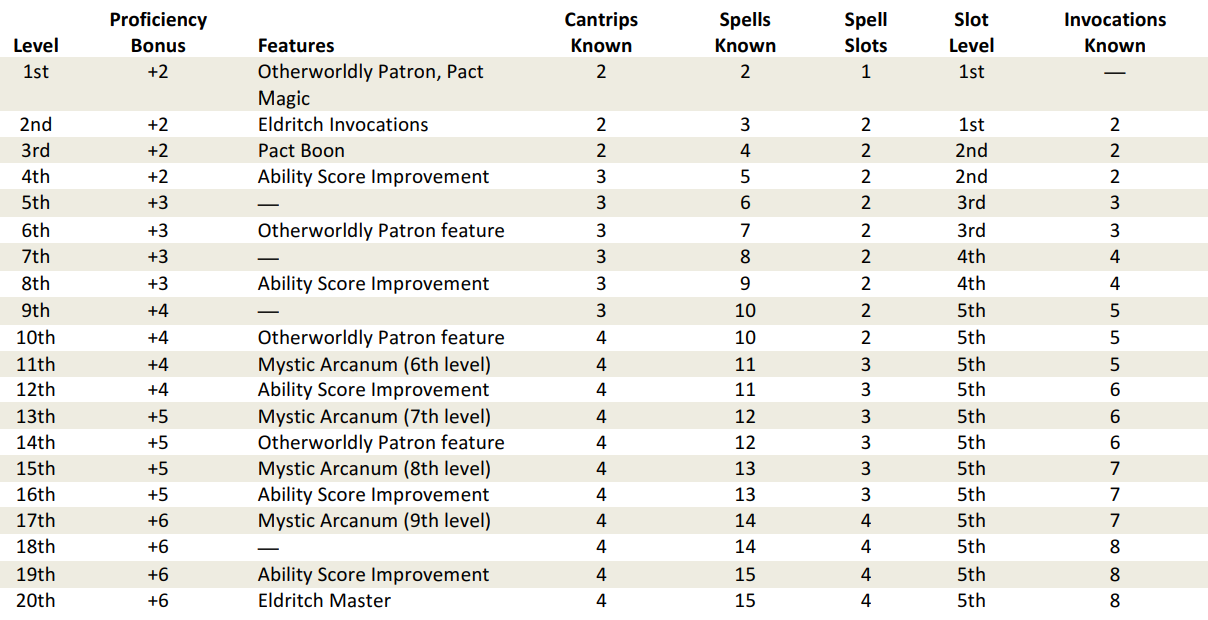 Proficiency Cantrips Spells Spell Slot Invocations
Level Bonus Features Known Known Slots Level Known
1st +2 Otherworldly Patron, Pact 2 2 1 1st —
Magic
2nd +2 Eldritch Invocations 2 3 2 1st 2
3rd +2 Pact Boon 2 4 2 2nd 2
4th +2 Ability Score Improvement 3 5 2 2nd 2
5th +3 — 3 6 2 3rd 3
6th +3 Otherworldly Patron feature 3 7 2 3rd 3
7th +3 — 3 8 2 4th 4
8th +3 Ability Score Improvement 3 9 2 4th 4
9th +4 — 3 10 2 5th 5
10th +4 Otherworldly Patron feature 4 10 2 5th 5
11th +4 Mystic Arcanum (6th level) 4 11 3 5th 5
12th +4 Ability Score Improvement 4 11 3 5th 6
13th +5 Mystic Arcanum (7th level) 4 12 3 5th 6
14th +5 Otherworldly Patron feature 4 12 3 5th 6
15th +5 Mystic Arcanum (8th level) 4 13 3 5th 7
16th +5 Ability Score Improvement 4 13 3 5th 7
17th +6 Mystic Arcanum (9th level) 4 14 4 5th 7
18th +6 — 4 14 4 5th 8
19th +6 Ability Score Improvement 4 15 4 5th 8
20th +6 Eldritch Master 4 15 4 5th 8